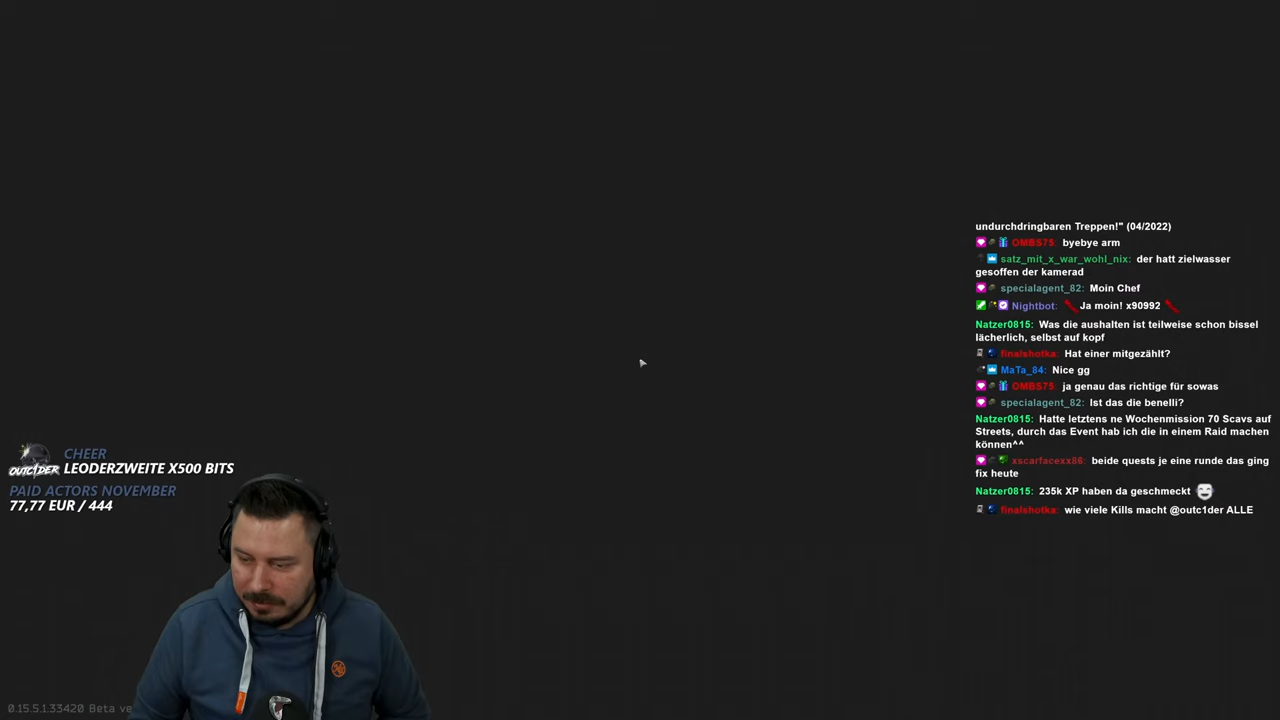 undurchdringbaren Treppen!" (04/2022)
OMBS75: byebye arm
satz_mit_x_war_wohl_nix: der hatt zielwasser
gesoffen der kamerad
specialagent_82: Moin Chef
Nightbot: Ja moin! x90992
Natzer0815: Was die aushalten ist teilweise schon bissel
lächerlich, selbst auf kopf
finalshotka: Hat einer mitgezählt?
MaTa_84: Nice gg
OMBS75: ja genau das richtige für sowas
specialagent_82: Ist das die benelli?
Natzer0815: Hatte letztens ne Wochenmission 70 Scavs auf
Streets, durch das Event hab ich die in einem Raid machen
können^^
xscarfacexx86: beide quests je eine runde das ging
fix heute
Natzer0815: 235k XP haben da geschmeckt
finalshotka: wie viele Kills macht @outc1der ALLE
OUTC1DER
CHEER
LEODERZWEITE X500 BITS
PAID ACTORS NOVEMBER
77,77 EUR / 444
0.15.5.1.33420 Beta ve